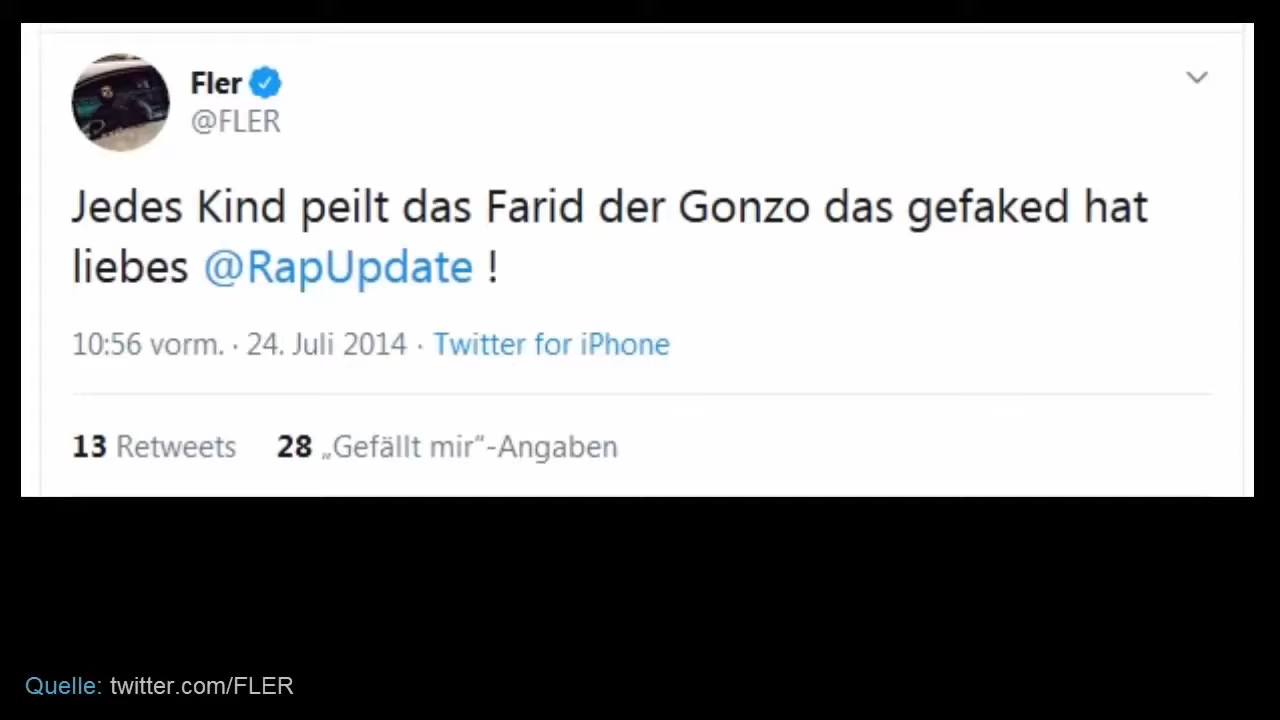 Fler
@FLER
Jedes Kind peilt das Farid der Gonzo das gefaked hat
liebes @RapUpdate !
10:56 vorm. · 24. Juli 2014 · Twitter for iPhone
13 Retweets 28 „Gefällt mir“-Angaben
Quelle: twitter.com/FLER